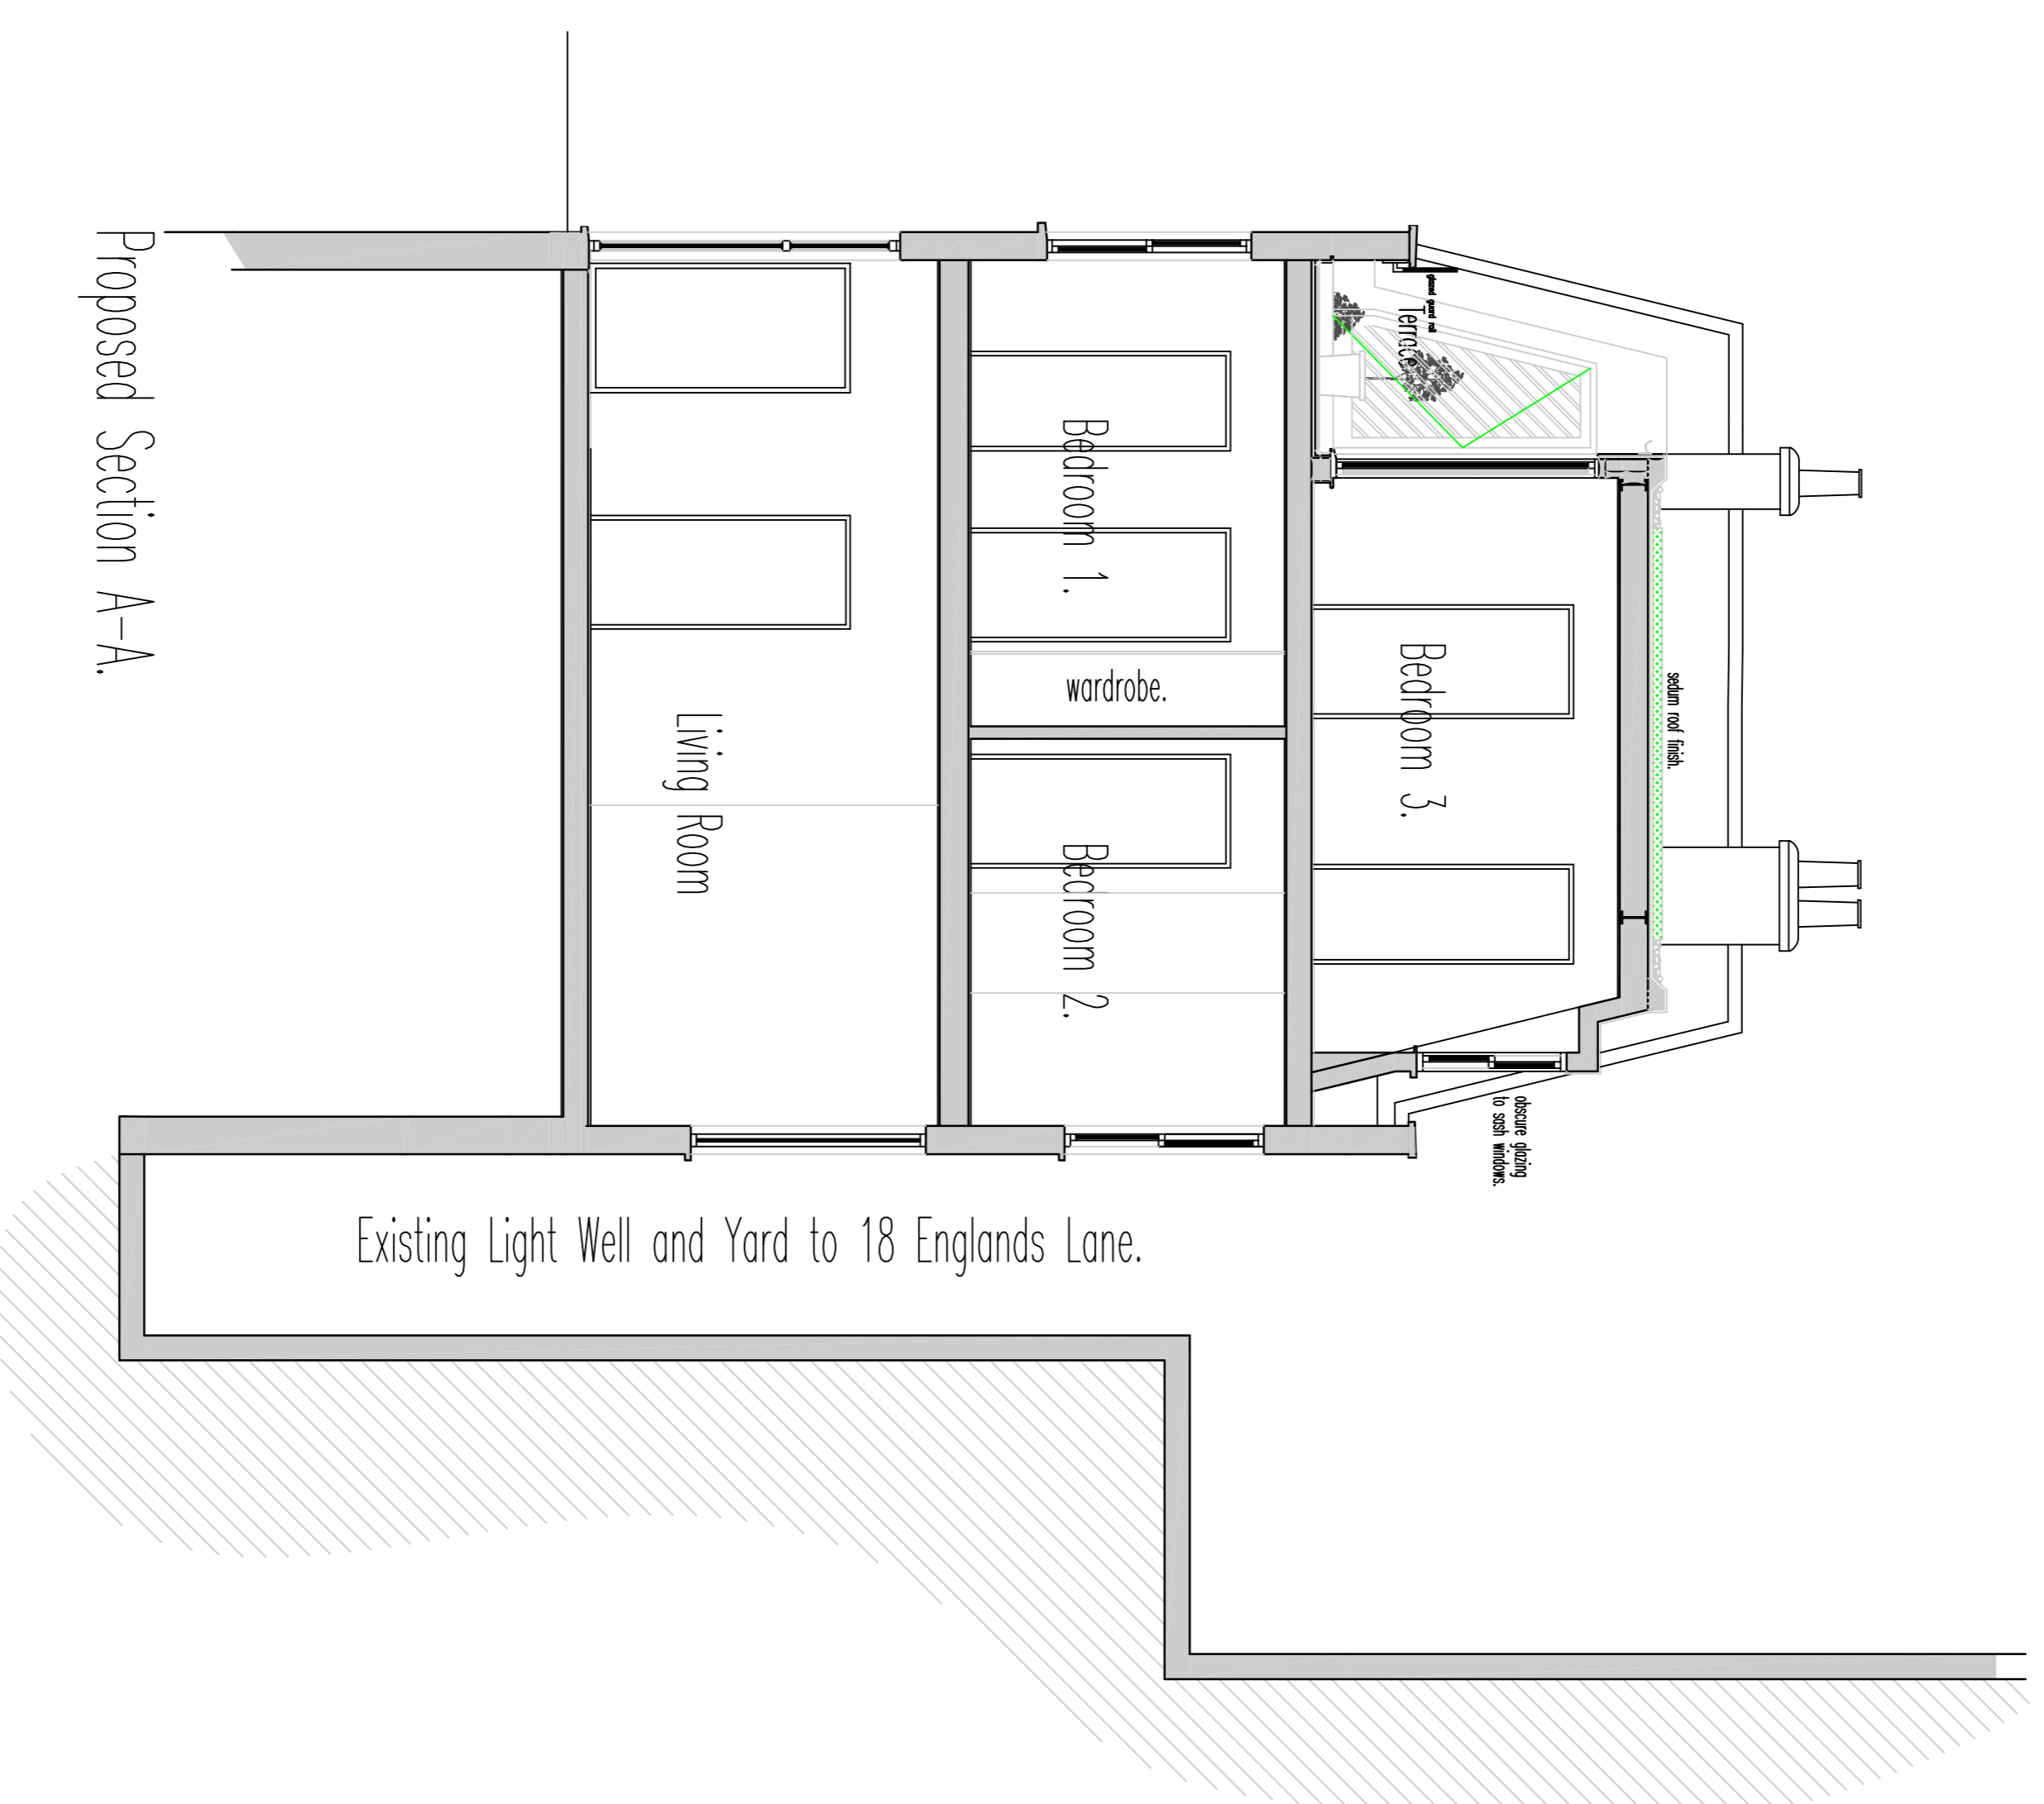 sedum roof finish.
glazed guard rail
Terrace
Bedroom 3.
obscure glazing
to sash windows.
Bedroom 1.
wardrobe.
Bedroom 2.
Living Room
Existing Light Well and Yard to 18 Englands Lane.
Proposed Section A-A.